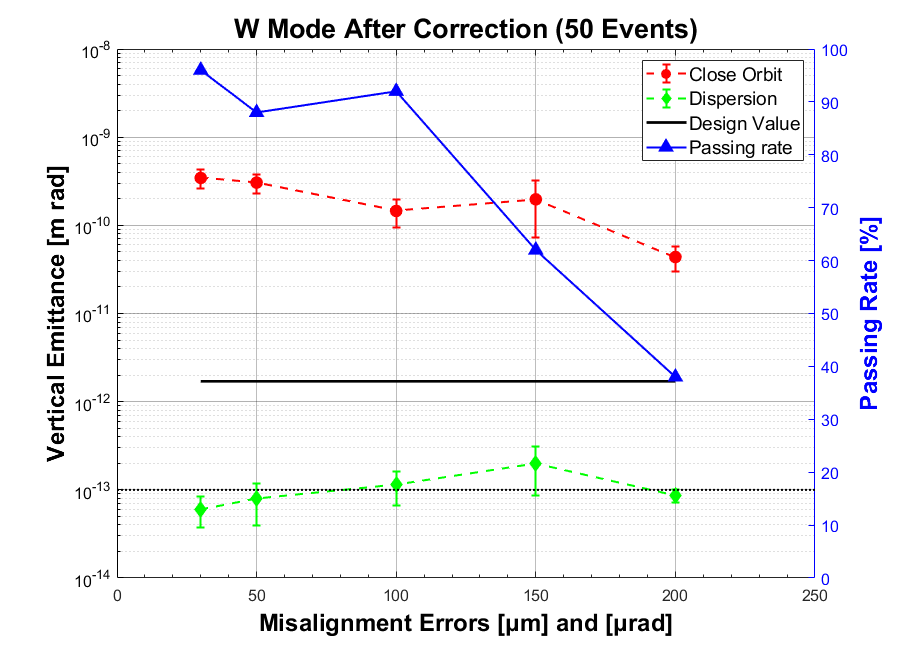 W Mode After Correction (50 Events)
Close Orbit
Dispersion
Design Value
Passing rate
Vertical Emittance [m rad]
10^-8
10^-9
10^-10
10^-11
10^-12
10^-13
10^-14
100
90
80
70
60
50
40
30
20
10
0
Passing Rate [%]
0 50 100 150 200 250
Misalignment Errors [µm] and [µrad]